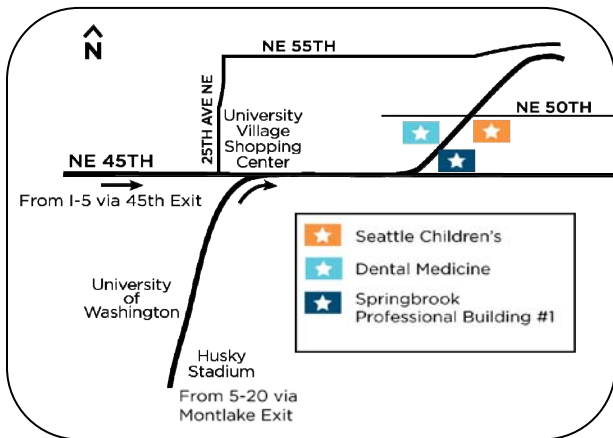 N
NE 55TH
25TH AVE NE
University
Village
Shopping
Center
NE 50TH
NE 45TH
From I-5 via 45th Exit
University
of
Washington
Husky
Stadium
From 5-20 via
Montlake Exit
Seattle Children's
Dental Medicine
Springbrook
Professional Building #1